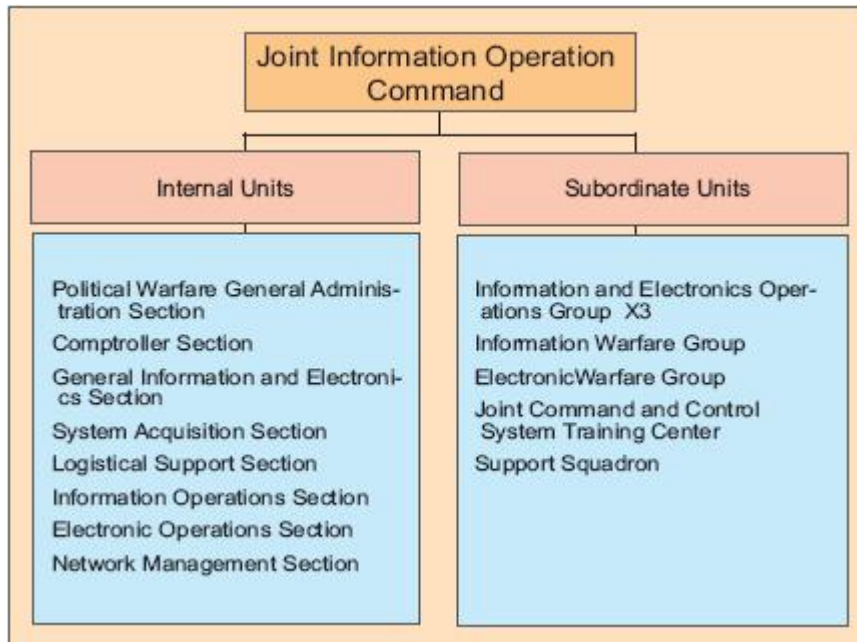 Joint Information Operation
Command
Internal Units
Subordinate Units
Political Warfare General Adminis-
tration Section
Comptroller Section
General Information and Electroni-
cs Section
System Acquisition Section
Logistical Support Section
Information Operations Section
Electronic Operations Section
Network Management Section
Information and Electronics Oper-
ations Group X3
Information Warfare Group
ElectronicWarfare Group
Joint Command and Control
System Training Center
Support Squadron